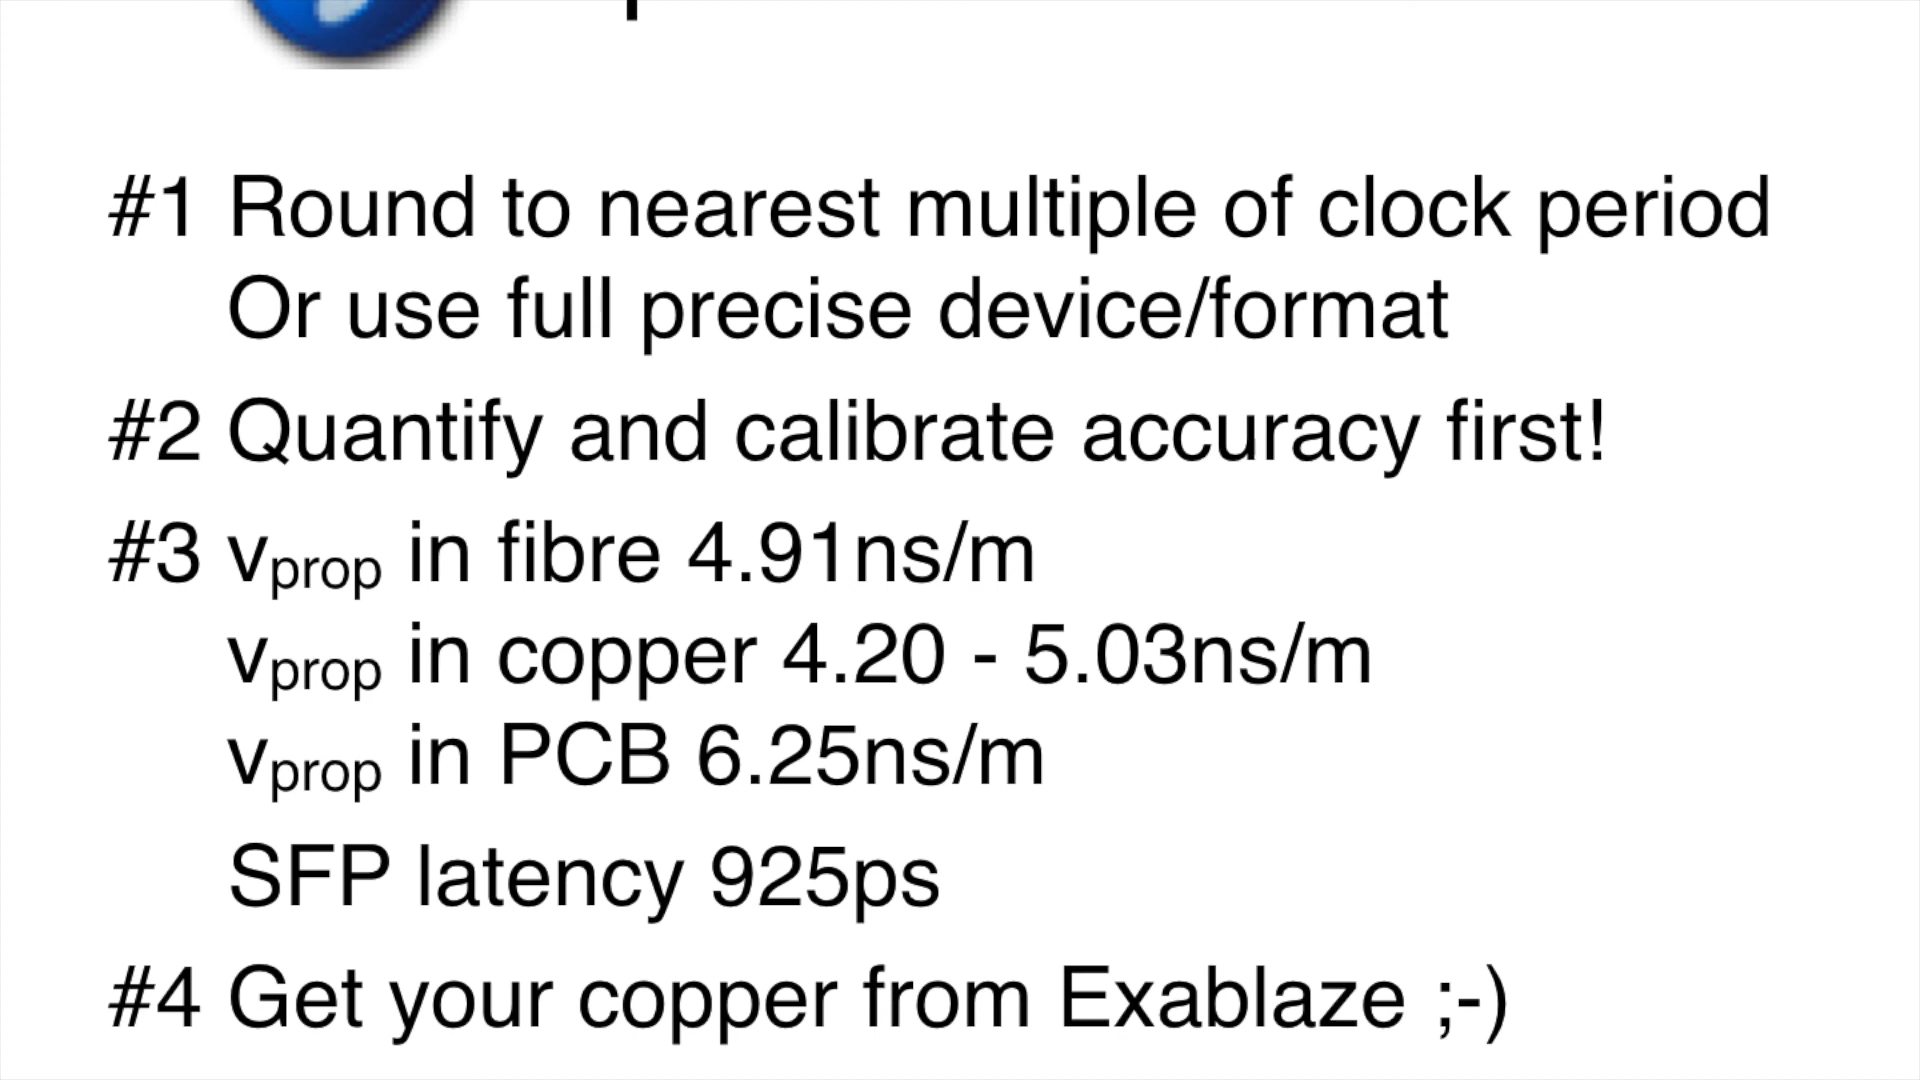 #1 Round to nearest multiple of clock period
Or use full precise device/format
#2 Quantify and calibrate accuracy first!
#3 vprop in fibre 4.91ns/m
vprop in copper 4.20 - 5.03ns/m
vprop in PCB 6.25ns/m
SFP latency 925ps
#4 Get your copper from Exablaze ;-)